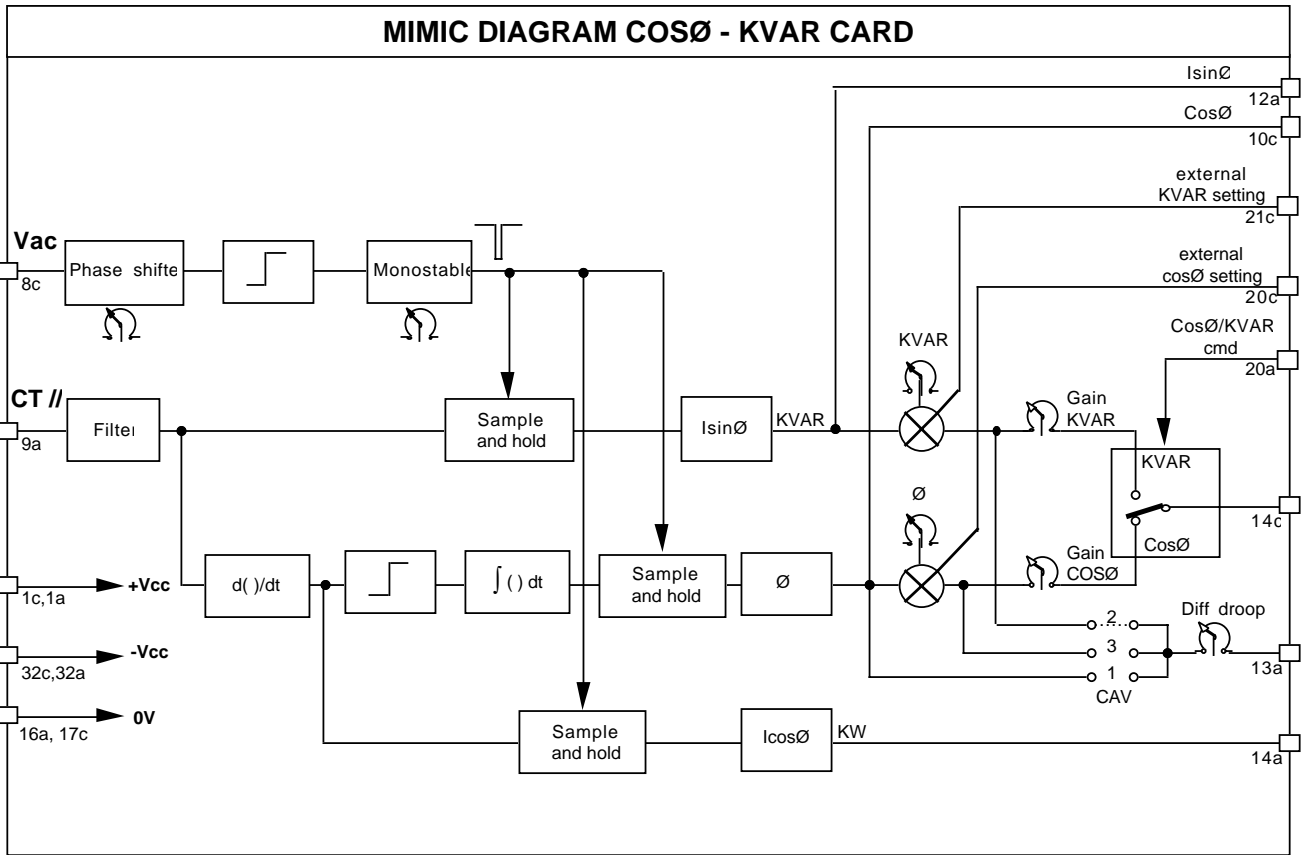 MIMIC DIAGRAM COSØ - KVAR CARD
IsinØ
12a
CosØ
10c
external
KVAR setting
21c
external
cosØ setting
20c
CosØ/KVAR
cmd
20a
Vac
8c
Phase shifte
Monostable
CT //
9a
Filter
Sample
and hold
IsinØ
KVAR
KVAR
Gain
KVAR
KVAR
CosØ
14c
Ø
Gain
COSØ
d( )/dt
∫ ( ) dt
Sample
and hold
Ø
1c,1a
+Vcc
32c,32a
-Vcc
16a, 17c
0V
2
3
1
CAV
Diff droop
13a
Sample
and hold
IcosØ
KW
14a